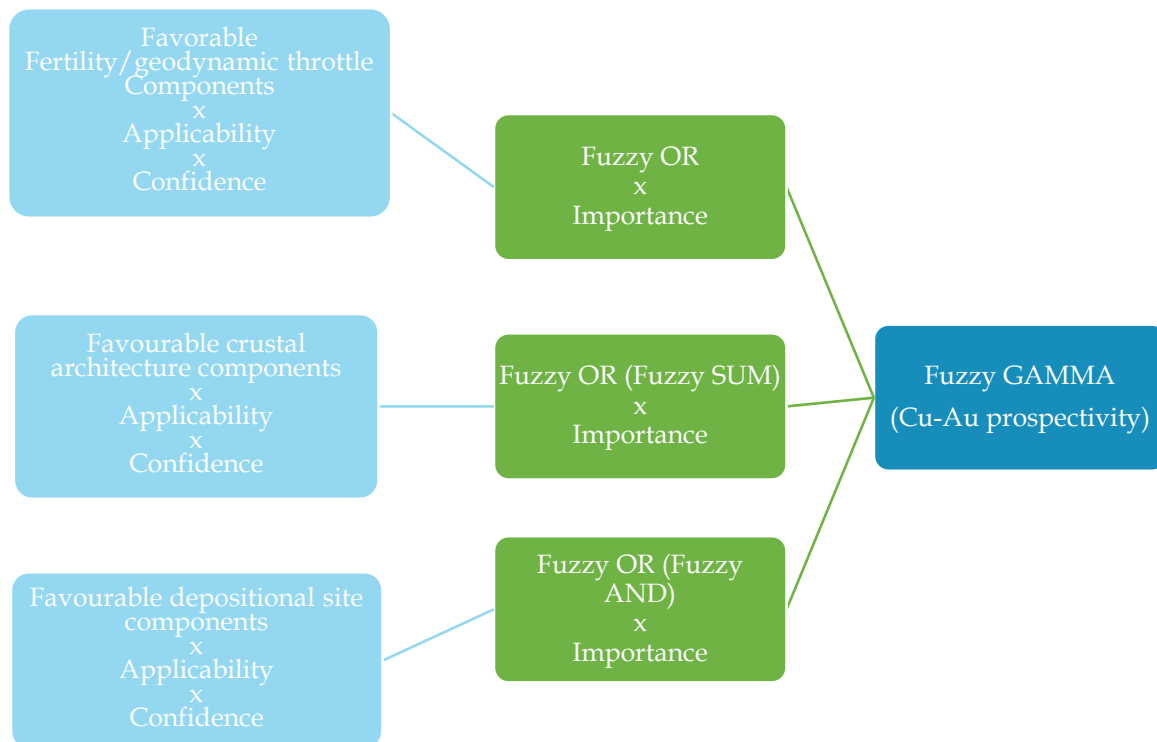 Favorable
Fertility/geodynamic throttle
Components
x
Applicability
x
Confidence
Fuzzy OR
x
Importance
Favourable crustal
architecture components
x
Applicability
x
Confidence
Fuzzy OR (Fuzzy SUM)
x
Importance
Fuzzy GAMMA
(Cu-Au prospectivity)
Favourable depositional site
components
x
Applicability
x
Confidence
Fuzzy OR (Fuzzy
AND)
x
Importance